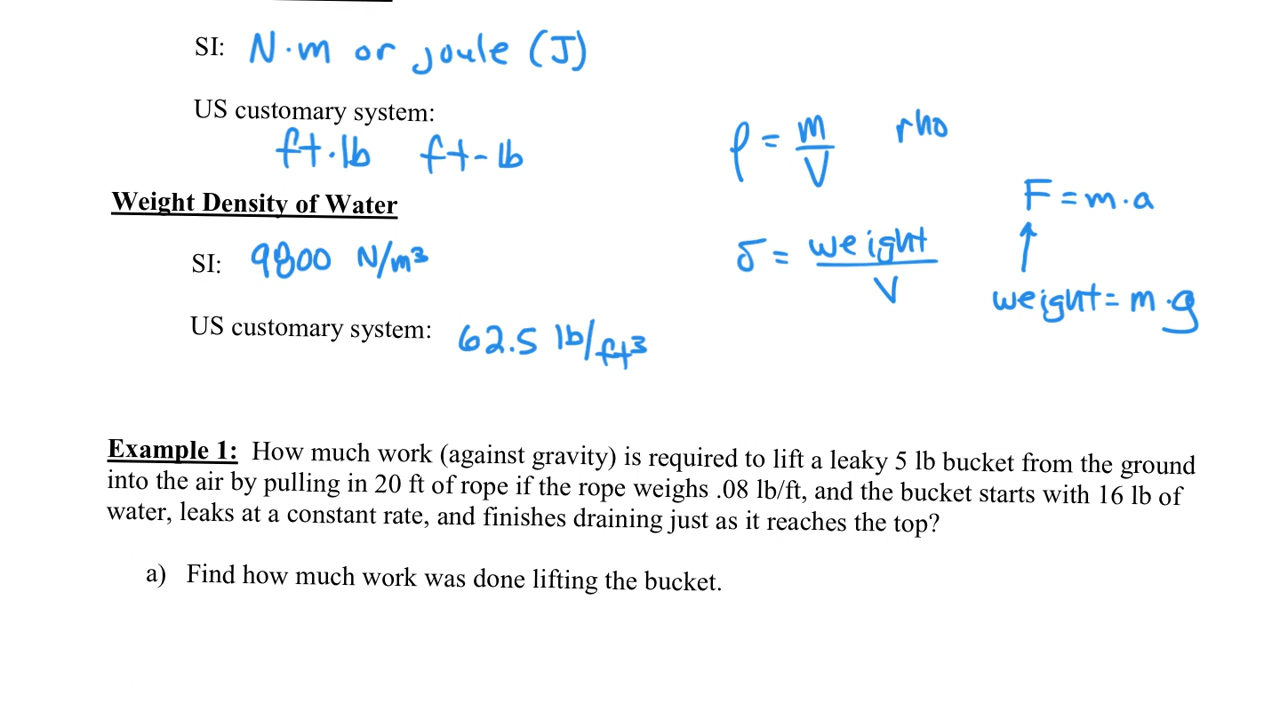 SI: N·m or joule (J)
US customary system:
ft·lb ft-lb
ρ = m/V rho
Weight Density of Water
F = m·a
SI: 9800 N/m³
δ = weight/V
weight = m·g
US customary system: 62.5 lb/ft³
Example 1: How much work (against gravity) is required to lift a leaky 5 lb bucket from the ground
into the air by pulling in 20 ft of rope if the rope weighs .08 lb/ft, and the bucket starts with 16 lb of
water, leaks at a constant rate, and finishes draining just as it reaches the top?
a) Find how much work was done lifting the bucket.